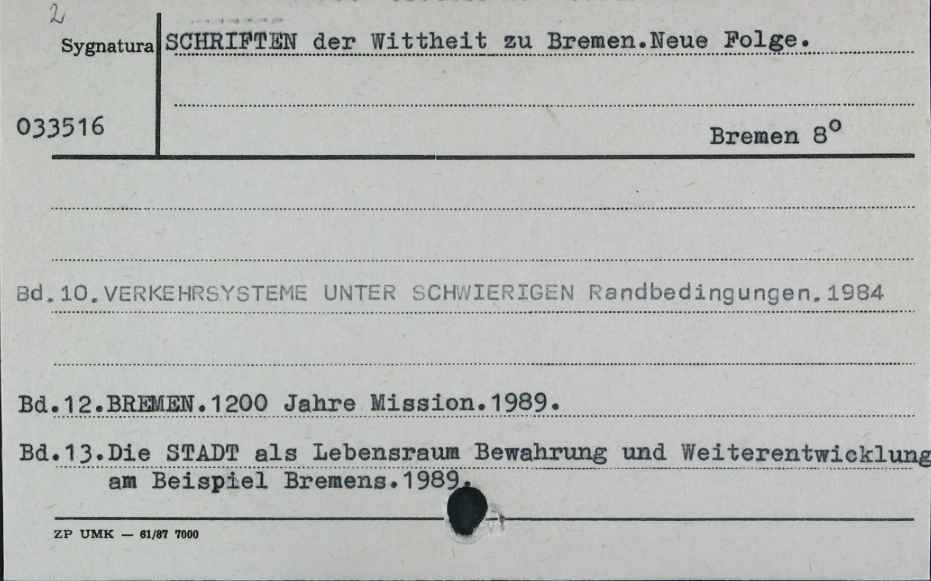 2
Sygnatura
SCHRIFTEN der Wittheit zu Bremen.Neue Folge.
033516
Bremen 8º
Bd.10.VERKEHRSYSTEME UNTER SCHWIERIGEN Randbedingungen.1984
Bd.12.BREMEN.1200 Jahre Mission.1989.
Bd.13.Die STADT als Lebensraum Bewahrung und Weiterentwicklung
am Beispiel Bremens.1989.
ZP UMK — 61/87 7000